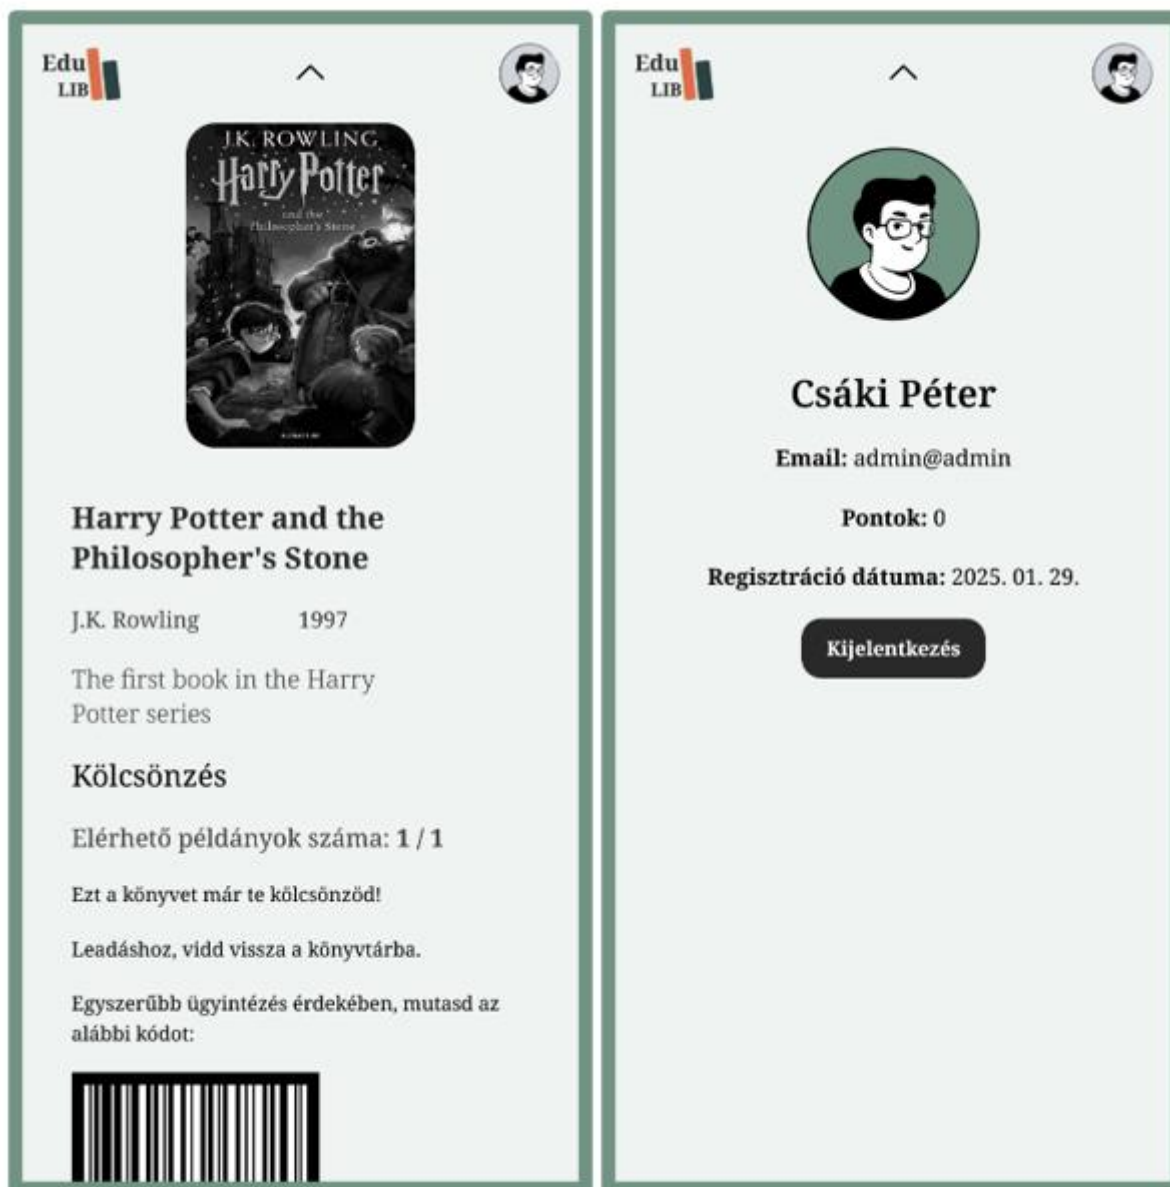 Edu
LIB
J.K. ROWLING
Harry Potter
and the
Philosopher's Stone
Harry Potter and the
Philosopher's Stone
J.K. Rowling 1997
The first book in the Harry
Potter series
Kölcsönzés
Elérhető példányok száma: 1 / 1
Ezt a könyvet már te kölcsönzöd!
Leadáshoz, vidd vissza a könyvtárba.
Egyszerűbb ügyintézés érdekében, mutasd az
alábbi kódot:
Edu
LIB
Csáki Péter
Email: admin@admin
Pontok: 0
Regisztráció dátuma: 2025. 01. 29.
Kijelentkezés